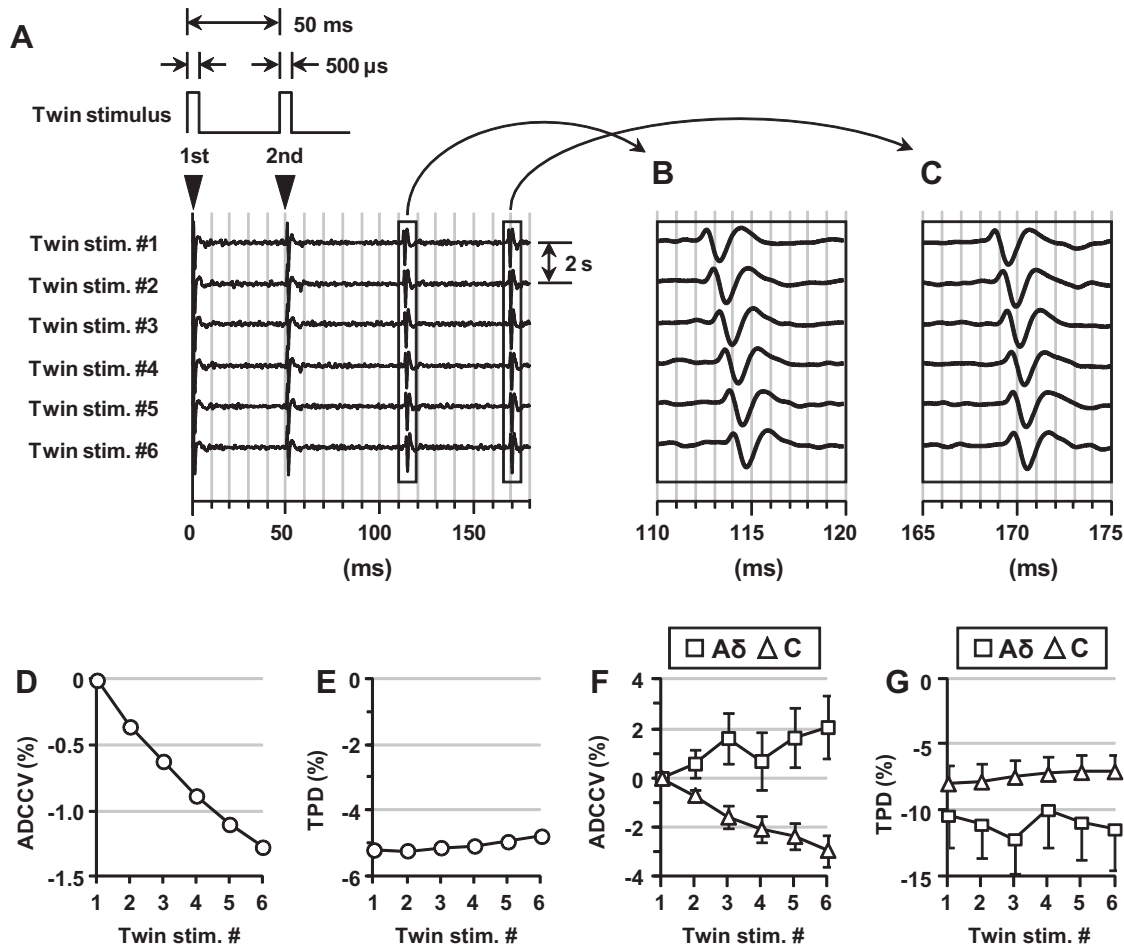 A
50 ms
500 µs
Twin stimulus
1st 2nd
B
C
Twin stim. #1
Twin stim. #2
Twin stim. #3
Twin stim. #4
Twin stim. #5
Twin stim. #6
2 s
0 50 100 150
(ms)
110 115 120
(ms)
165 170 175
(ms)
D
ADCCV (%)
0
-0.5
-1.0
-1.5
1 2 3 4 5 6
Twin stim. #
E
TPD (%)
0
-2
-4
-6
1 2 3 4 5 6
Twin stim. #
Aδ C
F
ADCCV (%)
4
2
0
-2
-4
1 2 3 4 5 6
Twin stim. #
Aδ C
G
TPD (%)
0
-5
-10
-15
1 2 3 4 5 6
Twin stim. #